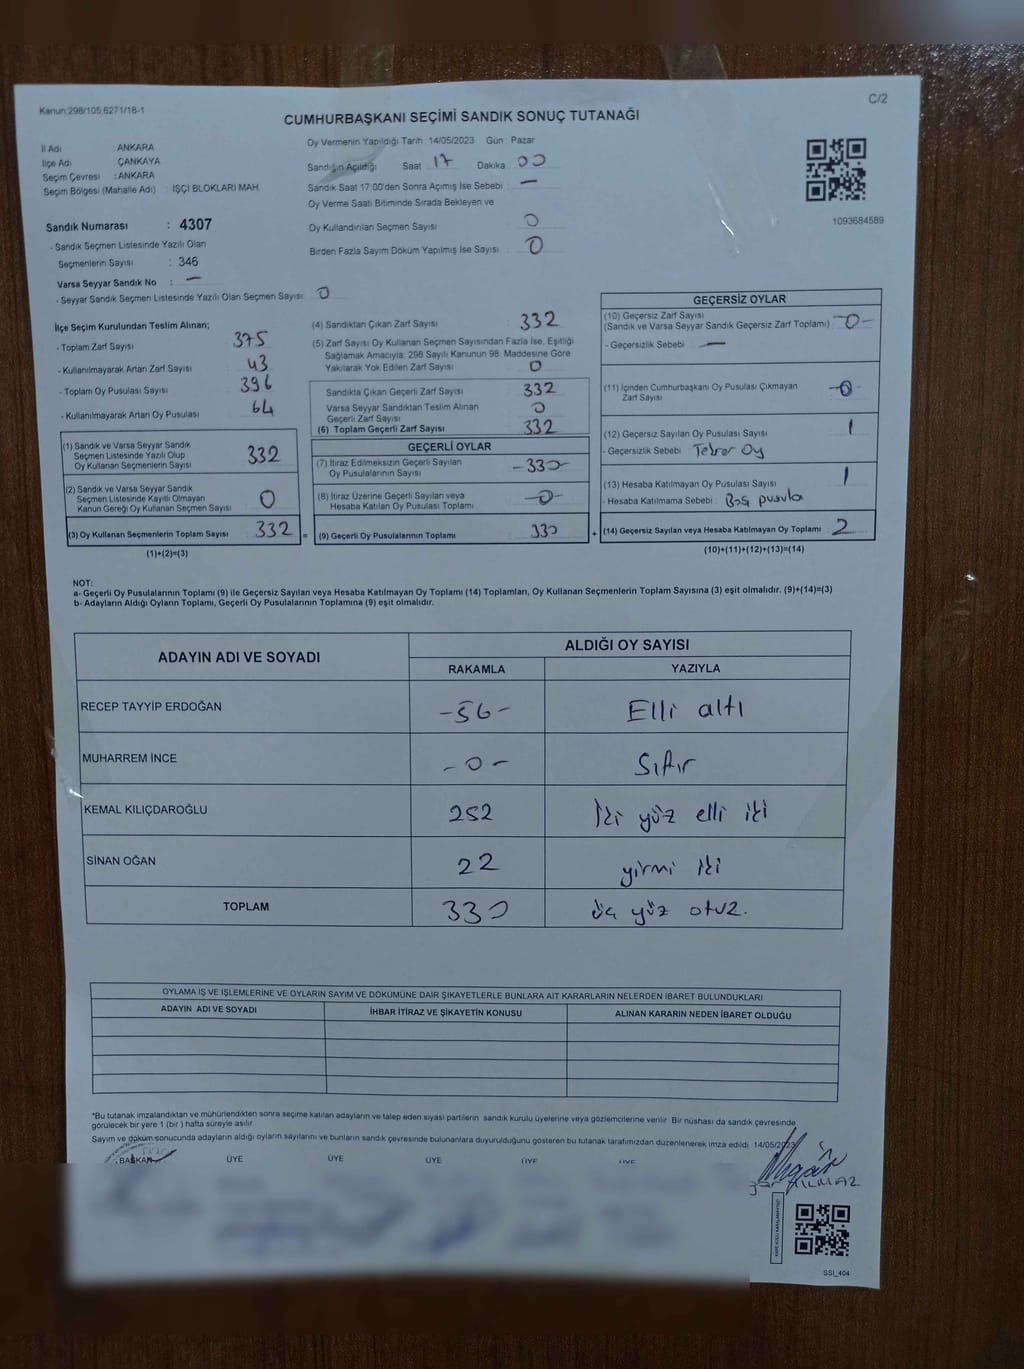 Kanun:298/105 6271/18-1
C/2
CUMHURBAŞKANI SEÇİMİ SANDIK SONUÇ TUTANAĞI
İl Adı : ANKARA
İlçe Adı : ÇANKAYA
Seçim Çevresi : ANKARA
Seçim Bölgesi (Mahalle Adı) : İŞÇİ BLOKLARI MAH.
Oy Vermenin Yapıldığı Tarih 14/05/2023 Gün Pazar
Sandığın Açıldığı Saat 17 Dakika 00
Sandık Saat 17:00'den Sonra Açımış İse Sebebi —
Oy Verme Saati Bitiminde Sırada Bekleyen ve
Oy Kullandırılan Seçmen Sayısı 0
Birden Fazla Sayım Döküm Yapılmış İse Sayısı 0
1093684589
Sandık Numarası : 4307
- Sandık Seçmen Listesinde Yazılı Olan
Seçmenlerin Sayısı : 346
Varsa Seyyar Sandık No : —
- Seyyar Sandık Seçmen Listesinde Yazılı Olan Seçmen Sayısı: 0
İlçe Seçim Kurulundan Teslim Alınan;
- Toplam Zarf Sayısı 375
- Kullanılmayarak Artan Zarf Sayısı 43
- Toplam Oy Pusulası Sayısı 396
- Kullanılmayarak Artan Oy Pusulası 64
(1) Sandık ve Varsa Seyyar Sandık
Seçmen Listesinde Yazılı Olup
Oy Kullanan Seçmenlerin Sayısı 332
(2) Sandık ve Varsa Seyyar Sandık
Seçmen Listesinde Kayıtlı Olmayan
Kanun Gereği Oy Kullanan Seçmen Sayısı 0
(3) Oy Kullanan Seçmenlerin Toplam Sayısı 332 =
(1)+(2)=(3)
(4) Sandıktan Çıkan Zarf Sayısı 332
(5) Zarf Sayısı Oy Kullanan Seçmen Sayısından Fazla İse, Eşitliği
Sağlamak Amacıyla; 298 Sayılı Kanunun 98. Maddesine Göre
Yakılarak Yok Edilen Zarf Sayısı 0
Sandıkta Çıkan Geçerli Zarf Sayısı 332
Varsa Seyyar Sandıktan Teslim Alınan
Geçerli Zarf Sayısı 0
(6) Toplam Geçerli Zarf Sayısı 332
GEÇERLİ OYLAR
(7) İtiraz Edilmeksizin Geçerli Sayılan
Oy Pusulalarının Sayısı -330-
(8) İtiraz Üzerine Geçerli Sayılan veya
Hesaba Katılan Oy Pusulası Toplamı -0-
(9) Geçerli Oy Pusulalarının Toplamı 330 +
GEÇERSİZ OYLAR
(10) Geçersiz Zarf Sayısı
(Sandık ve Varsa Seyyar Sandık Geçersiz Zarf Toplamı) -0-
- Geçersizlik Sebebi —
(11) İçinden Cumhurbaşkanı Oy Pusulası Çıkmayan
Zarf Sayısı -0-
(12) Geçersiz Sayılan Oy Pusulası Sayısı 1
- Geçersizlik Sebebi Tekrar Oy
(13) Hesaba Katılmayan Oy Pusulası Sayısı 1
- Hesaba Katılmama Sebebi : Boş pusula
(14) Geçersiz Sayılan veya Hesaba Katılmayan Oy Toplamı 2
(10)+(11)+(12)+(13)=(14)
NOT:
a- Geçerli Oy Pusulalarının Toplamı (9) ile Geçersiz Sayılan veya Hesaba Katılmayan Oy Toplamı (14) Toplamları, Oy Kullanan Seçmenlerin Toplam Sayısına (3) eşit olmalıdır. (9)+(14)=(3)
b- Adayların Aldığı Oyların Toplamı, Geçerli Oy Pusulalarının Toplamına (9) eşit olmalıdır.
ADAYIN ADI VE SOYADI ALDIĞI OY SAYISI
RAKAMLA YAZIYLA
RECEP TAYYİP ERDOĞAN -56- Elli altı
MUHARREM İNCE -0- Sıfır
KEMAL KILIÇDAROĞLU 252 İki yüz elli iki
SİNAN OĞAN 22 yirmi iki
TOPLAM 330 üç yüz otuz.
OYLAMA İŞ VE İŞLEMLERİNE VE OYLARIN SAYIM VE DÖKÜMÜNE DAİR ŞİKAYETLERLE BUNLARA AİT KARARLARIN NELERDEN İBARET BULUNDUKLARI
ADAYIN ADI VE SOYADI İHBAR İTİRAZ VE ŞİKAYETİN KONUSU ALINAN KARARIN NEDEN İBARET OLDUĞU
*Bu tutanak imzalandıktan ve mühürlendikten sonra seçime katılan adayların ve talep eden siyasi partilerin sandık kurulu üyelerine veya gözlemcilerine verilir. Bir nüshası da sandık çevresinde
görülecek bir yere 1 (bir ) hafta süreyle asılır
Sayım ve döküm sonucunda adayların aldığı oyların sayılarını ve bunların sandık çevresinde bulunanlara duyurulduğunu gösteren bu tutanak tarafımızdan düzenlenerek imza edildi. 14/05/2023
BAŞKAN ÜYE ÜYE ÜYE ÜYE ÜYE
YILMAZ
SSI_404